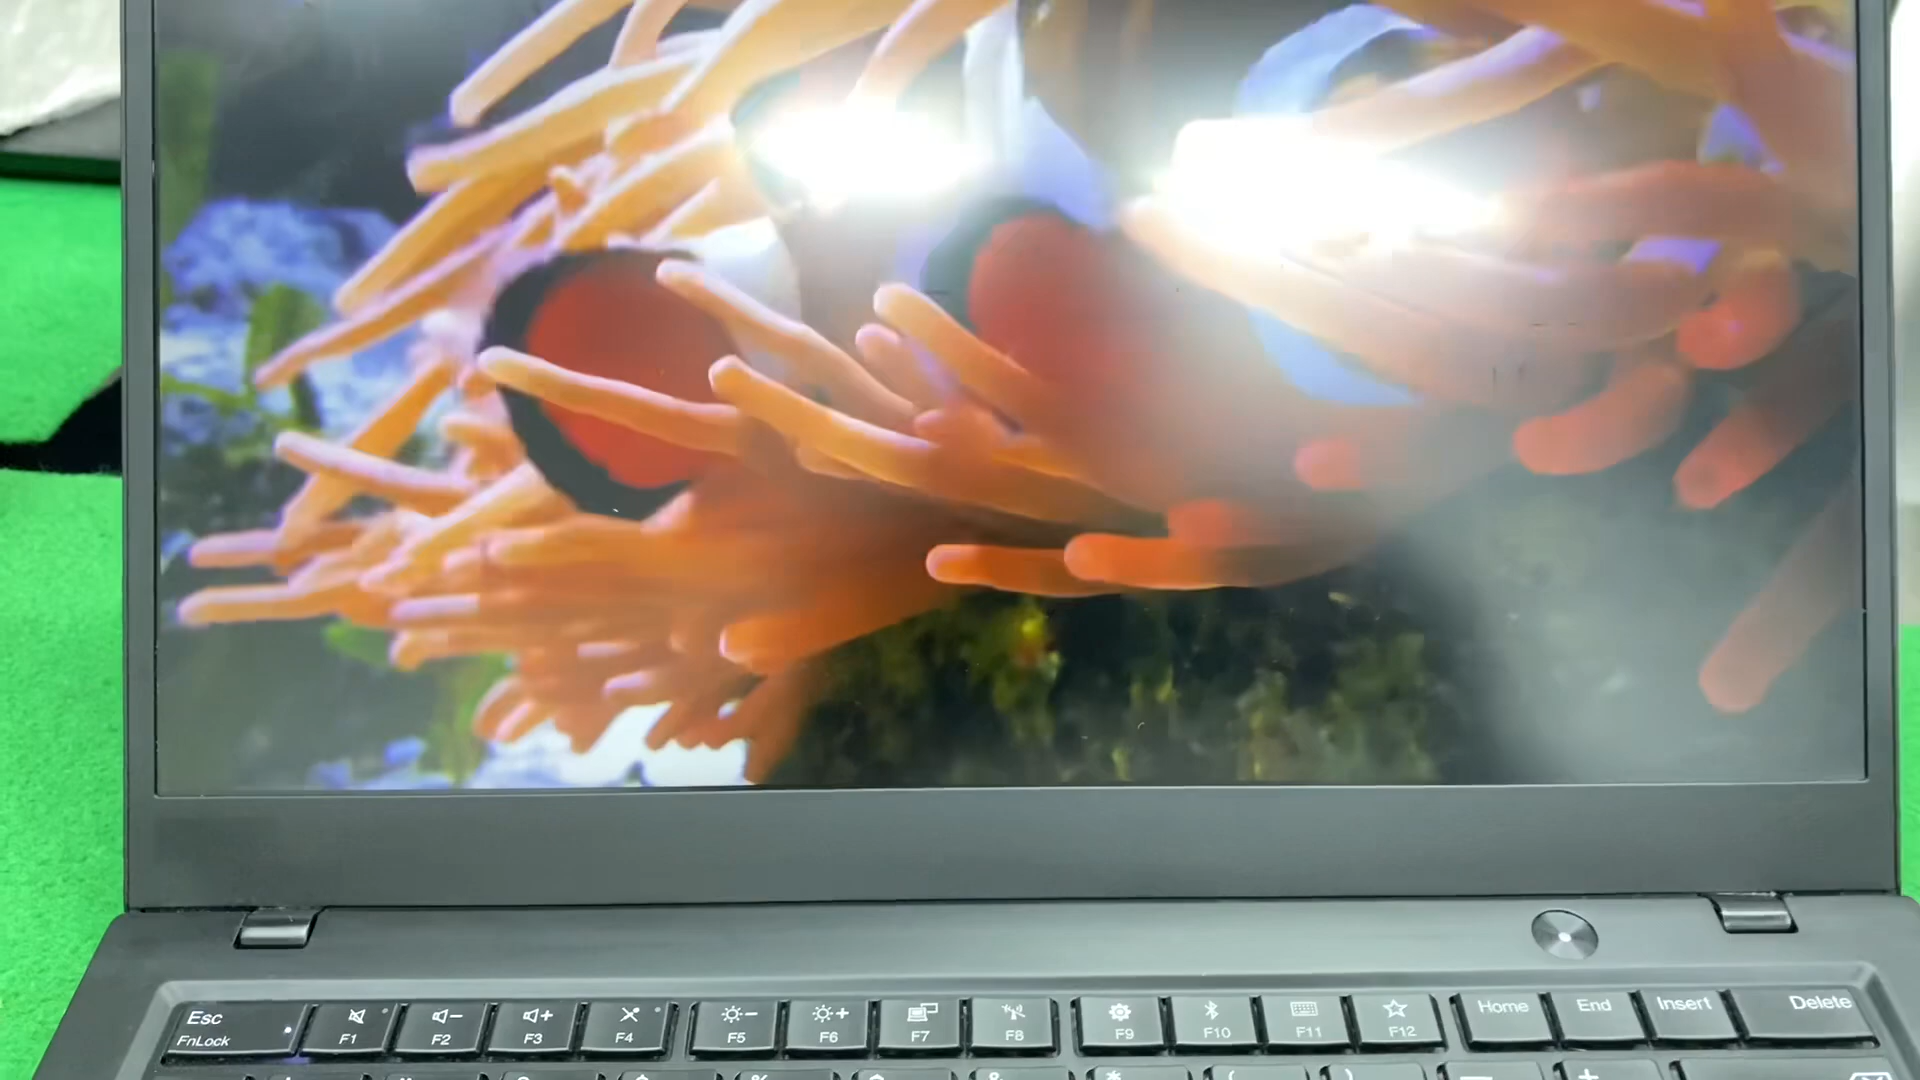 Esc
FnLock
F1
F2
F3
F4
F5
F6
F7
F8
F9
F10
F11
F12
Home
End
Insert
Delete